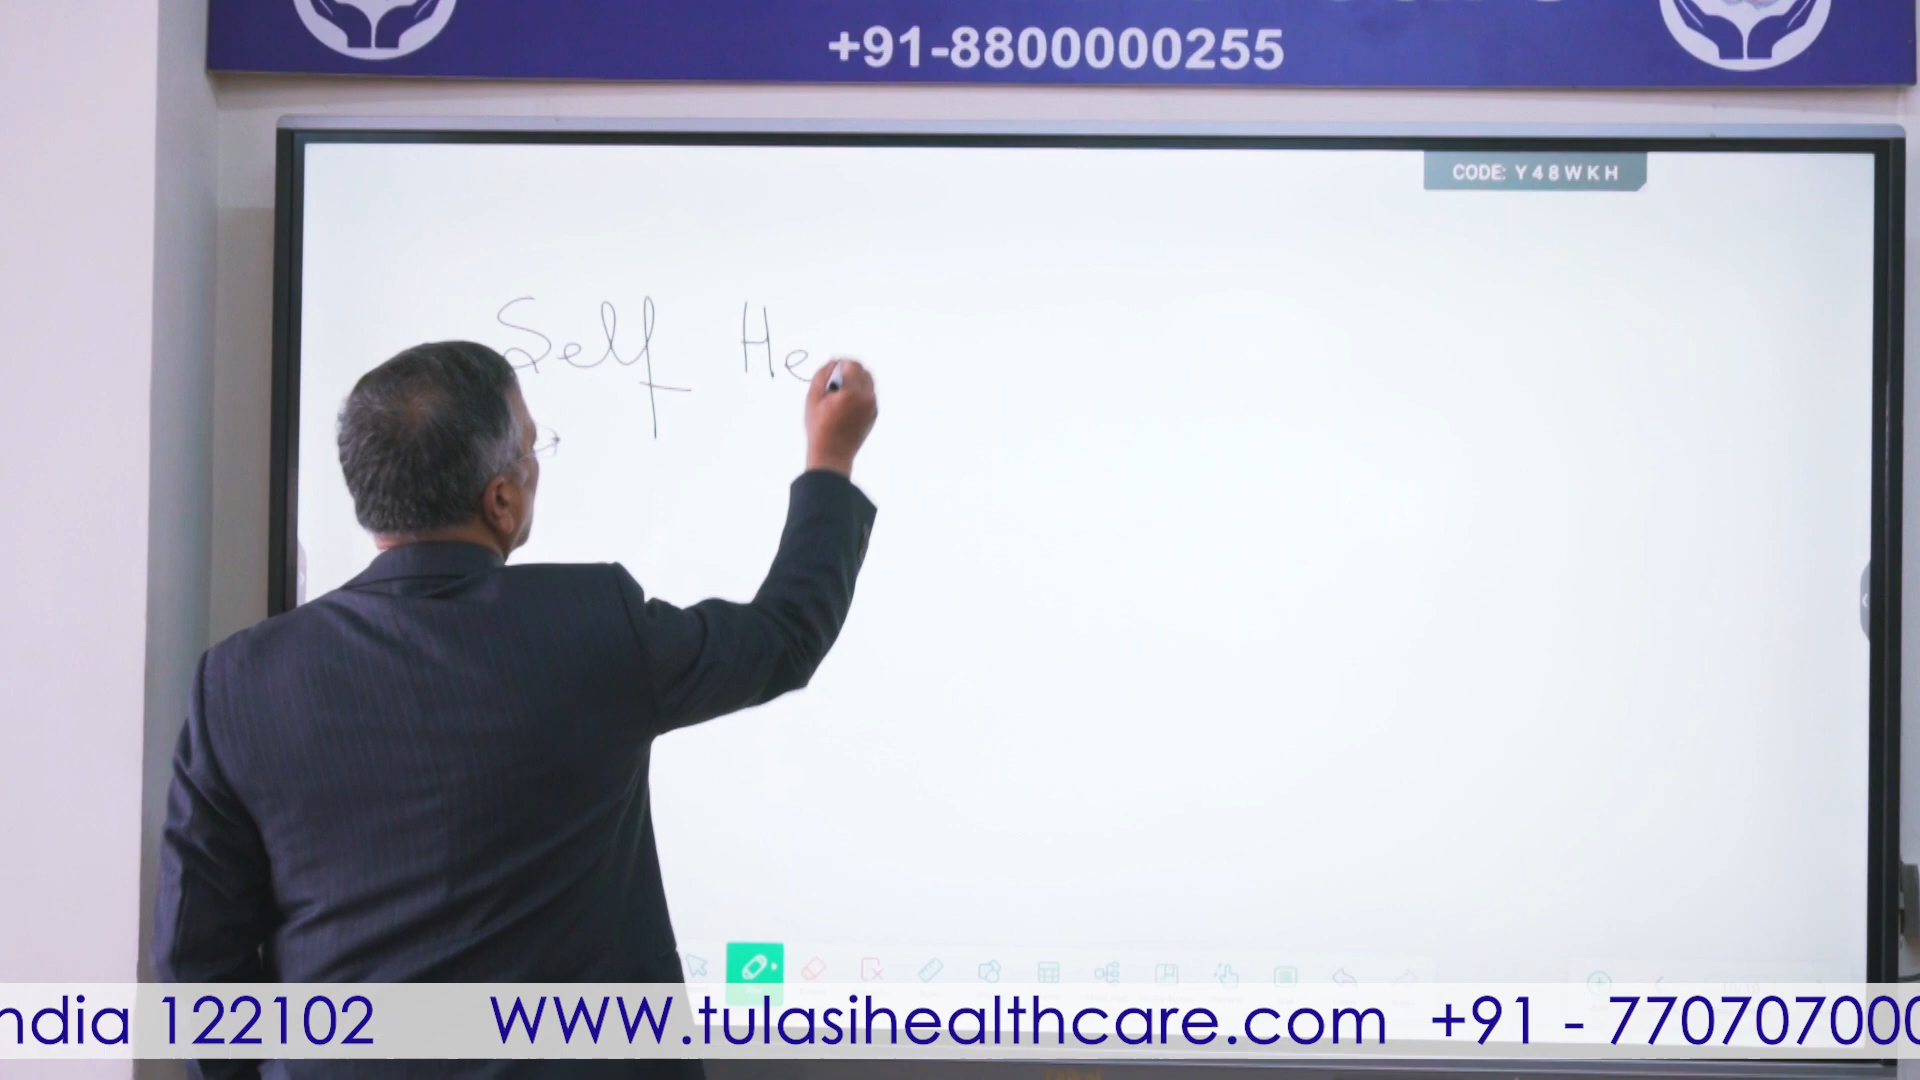 +91-8800000255
CODE: Y48WKH
Self He
ndia 122102 WWW.tulasihealthcare.com +91 - 770707000